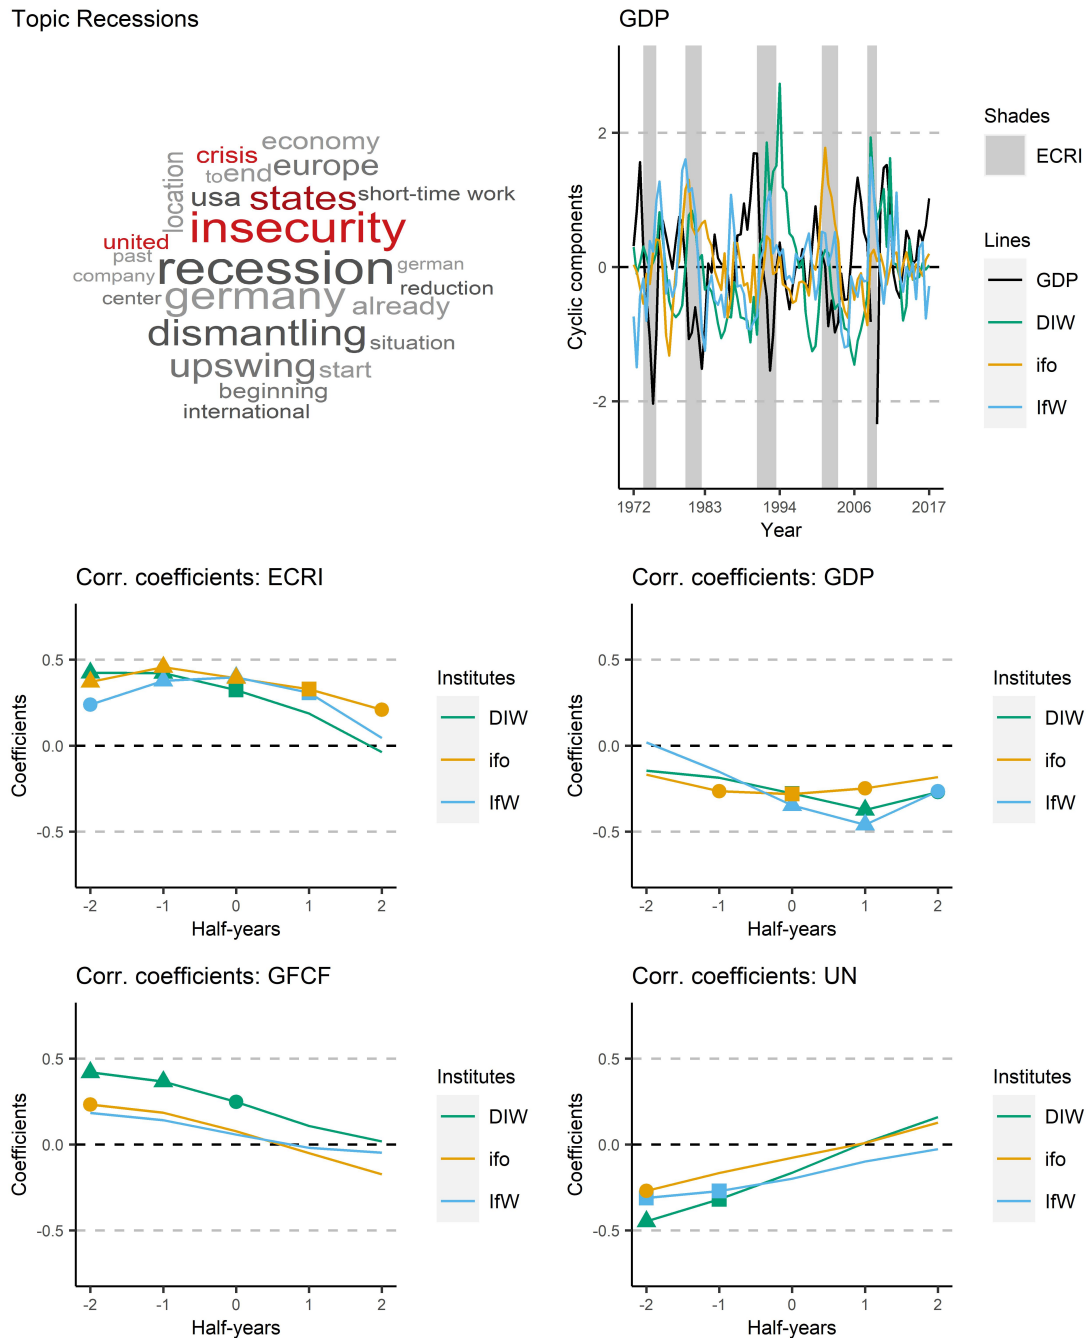 Topic Recessions
economy
crisis
europe
to
end
location
usa
states
short-time work
insecurity
united
past
recession
german
company
reduction
center
germany
already
dismantling
situation
upswing
start
beginning
international
GDP
Cyclic components
2
0
-2
1972 1983 1994 2006 2017
Year
Shades
ECRI
Lines
GDP
DIW
ifo
IfW
Corr. coefficients: ECRI
Coefficients
0.5
0.0
-0.5
-2 -1 0 1 2
Half-years
Institutes
DIW
ifo
IfW
Corr. coefficients: GDP
Coefficients
0.5
0.0
-0.5
-2 -1 0 1 2
Half-years
Institutes
DIW
ifo
IfW
Corr. coefficients: GFCF
Coefficients
0.5
0.0
-0.5
-2 -1 0 1 2
Half-years
Institutes
DIW
ifo
IfW
Corr. coefficients: UN
Coefficients
0.5
0.0
-0.5
-2 -1 0 1 2
Half-years
Institutes
DIW
ifo
IfW